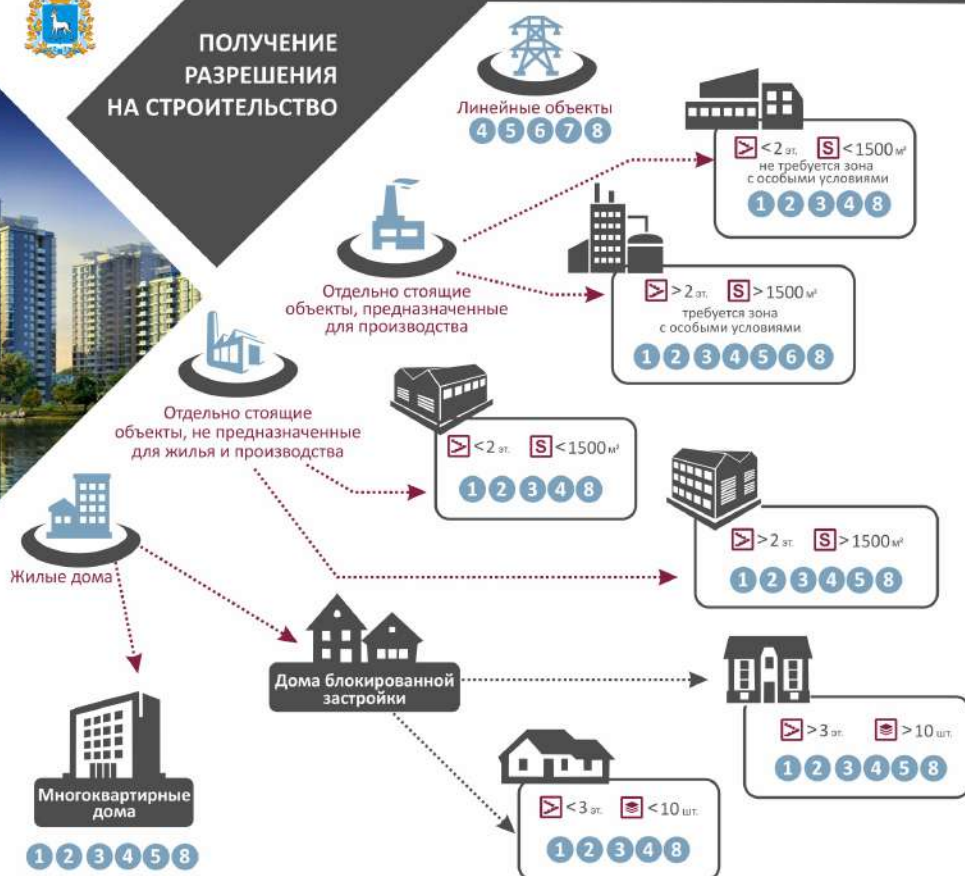 ПОЛУЧЕНИЕ
РАЗРЕШЕНИЯ
НА СТРОИТЕЛЬСТВО
Линейные объекты
4 5 6 7 8
< 2 эт. S < 1500 м²
не требуется зона
с особыми условиями
1 2 3 4 8
Отдельно стоящие
объекты, предназначенные
для производства
> 2 эт. S > 1500 м²
требуется зона
с особыми условиями
1 2 3 4 5 6 8
Отдельно стоящие
объекты, не предназначенные
для жилья и производства
< 2 эт. S < 1500 м²
1 2 3 4 8
> 2 эт. S > 1500 м²
1 2 3 4 5 8
Жилые дома
Дома блокированной
застройки
> 3 эт. > 10 шт.
1 2 3 4 5 8
< 3 эт. < 10 шт.
1 2 3 4 8
Многоквартирные
дома
1 2 3 4 5 8